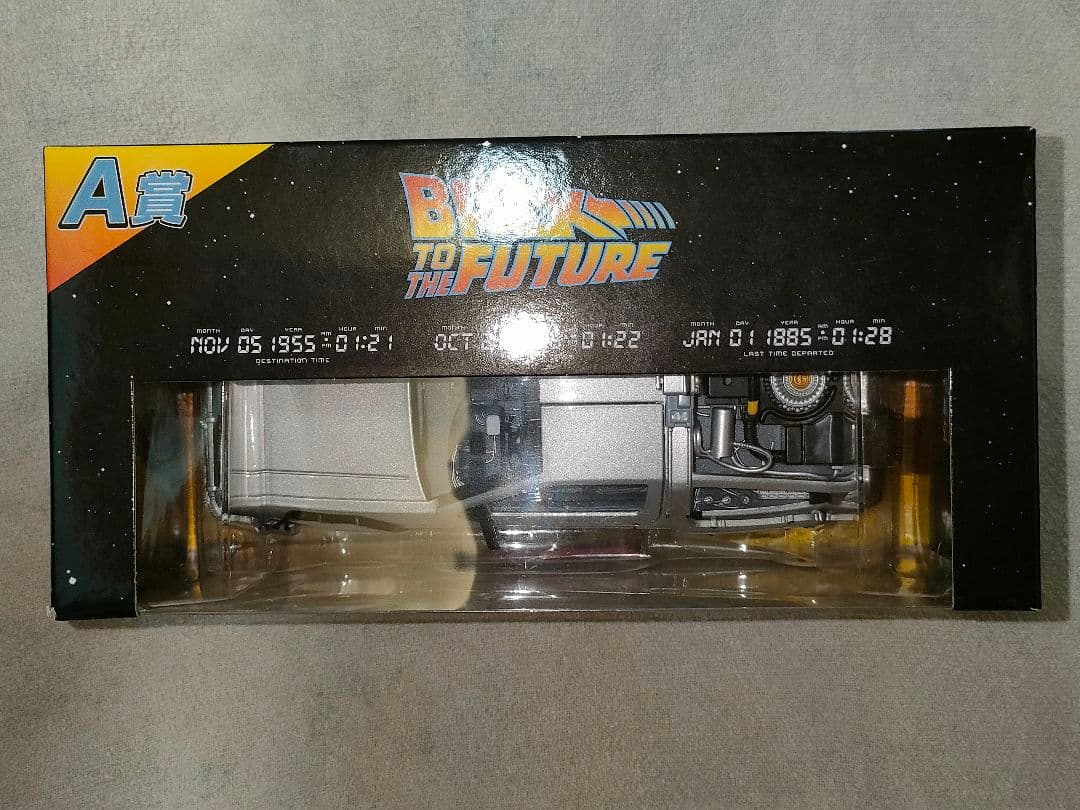 A賞
BACK
TO THE FUTURE
MONTH DAY YEAR AM PM HOUR MIN
NOV 05 1955 01:21
DESTINATION TIME
MONTH HOUR MIN
OCT 01:22
MONTH DAY YEAR AM PM HOUR MIN
JAN 01 1885 01:28
LAST TIME DEPARTED